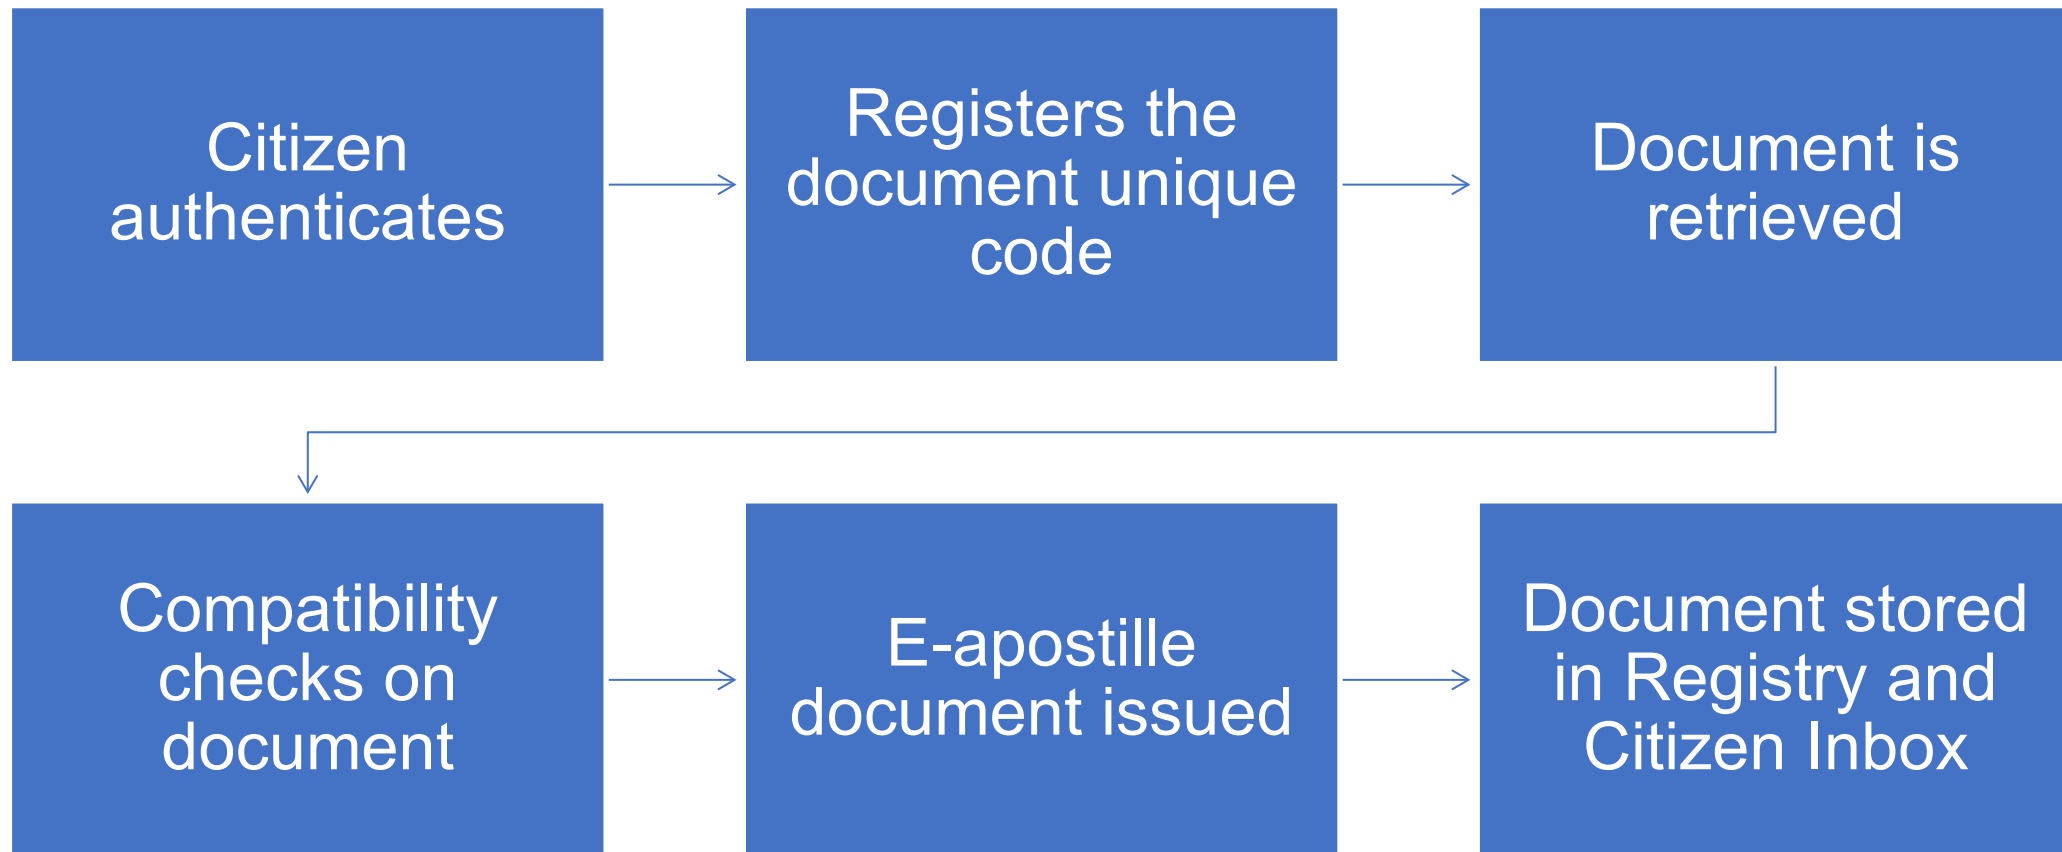 Citizen
authenticates
Registers the
document unique
code
Document is
retrieved
Compatibility
checks on
document
E-apostille
document issued
Document stored
in Registry and
Citizen Inbox